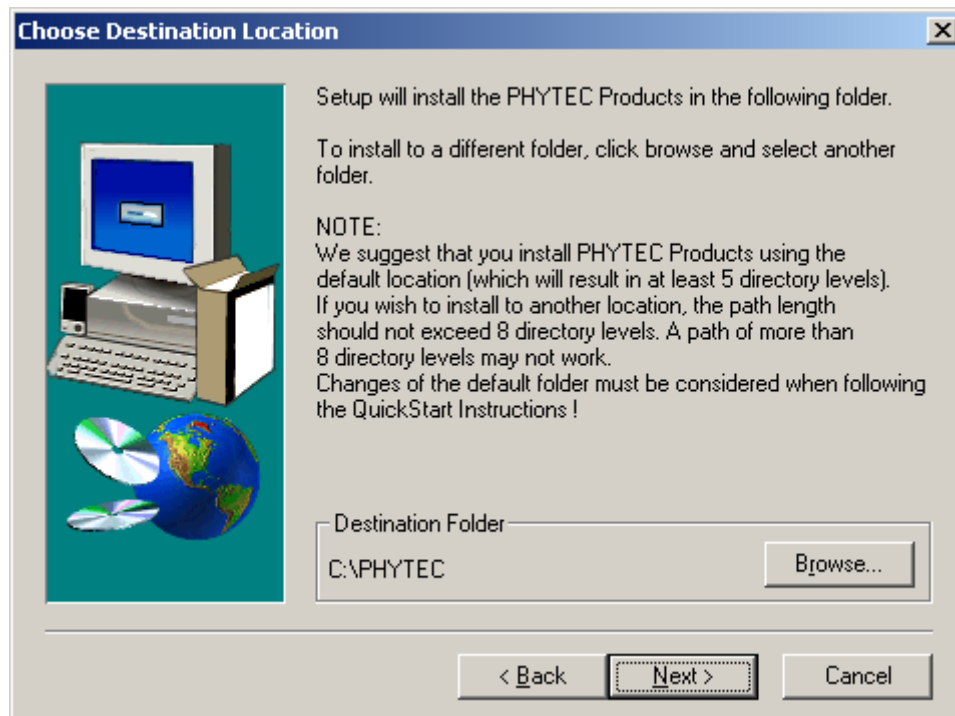 Choose Destination Location
Setup will install the PHYTEC Products in the following folder.
To install to a different folder, click browse and select another
folder.
NOTE:
We suggest that you install PHYTEC Products using the
default location (which will result in at least 5 directory levels).
If you wish to install to another location, the path length
should not exceed 8 directory levels. A path of more than
8 directory levels may not work.
Changes of the default folder must be considered when following
the QuickStart Instructions !
Destination Folder
C:\PHYTEC
Browse...
< Back
Next >
Cancel